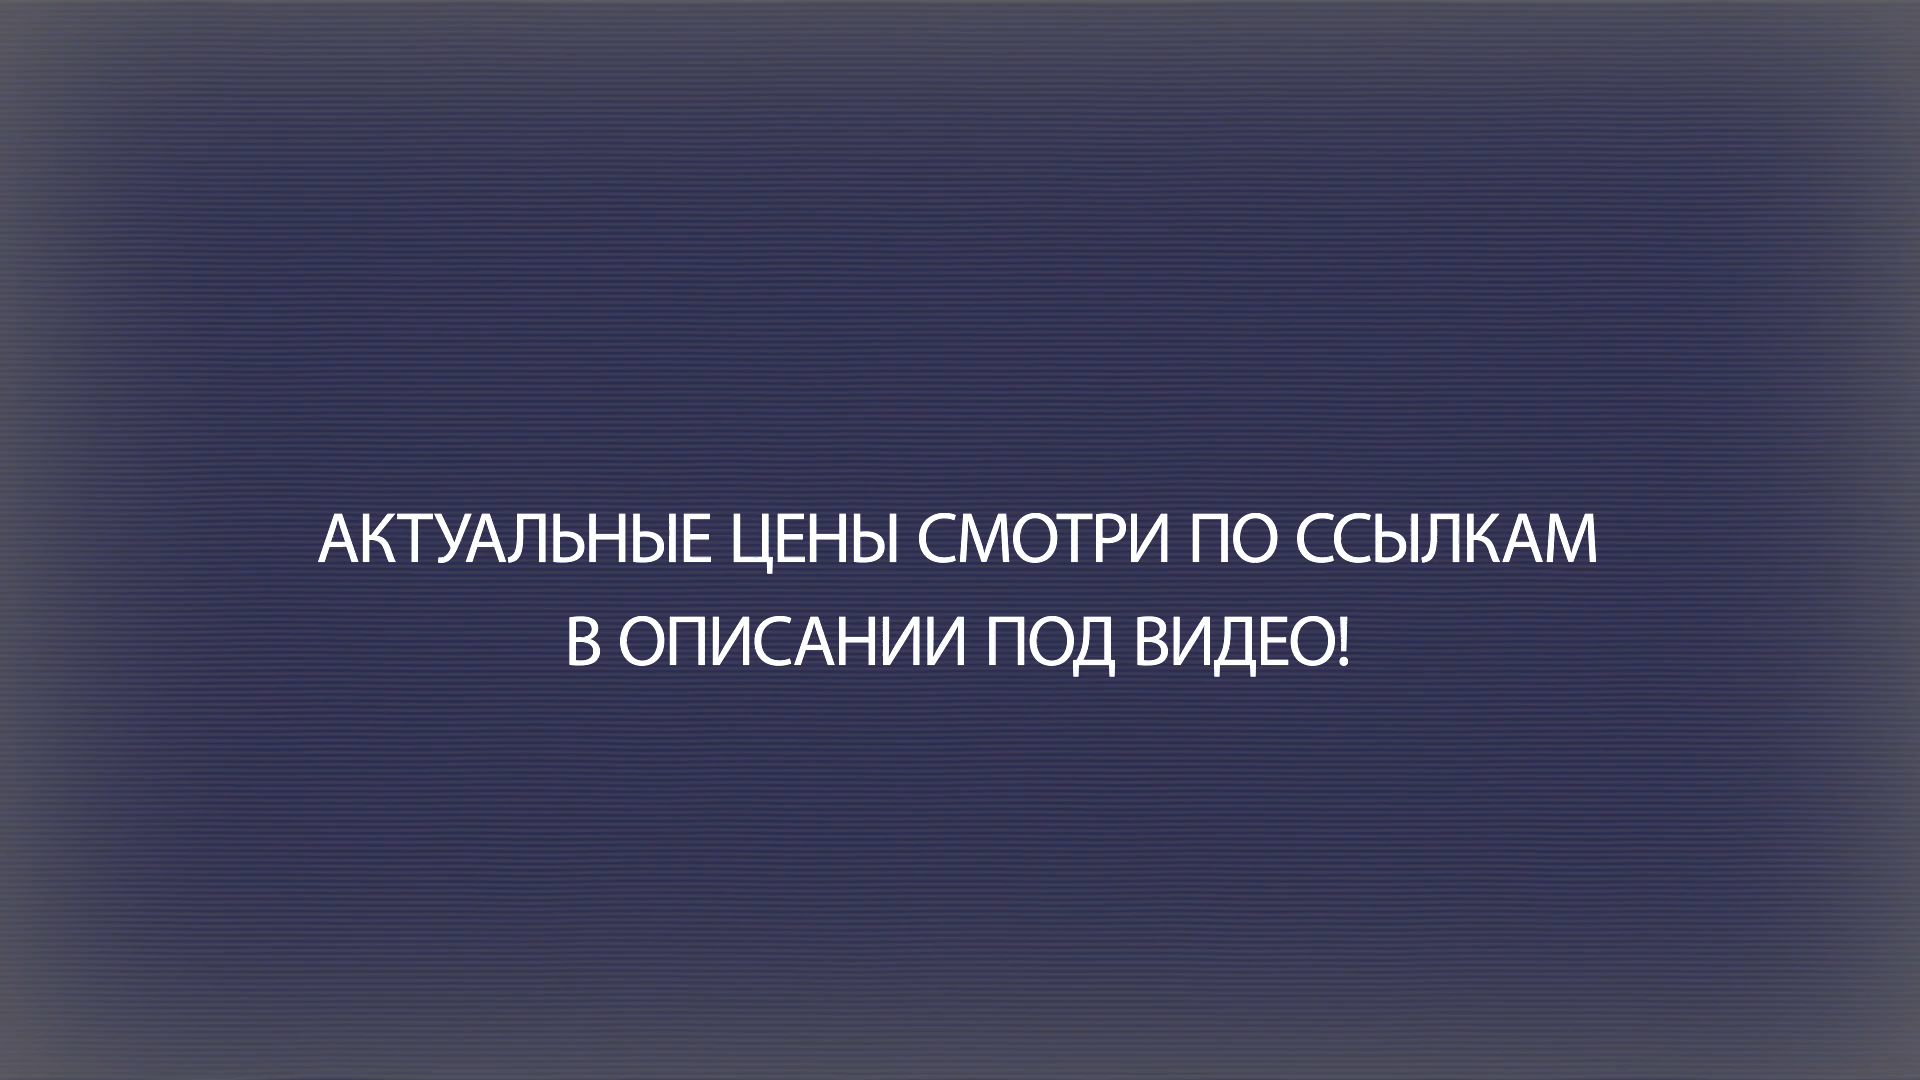 АКТУАЛЬНЫЕ ЦЕНЫ СМОТРИ ПО ССЫЛКАМ
В ОПИСАНИИ ПОД ВИДЕО!